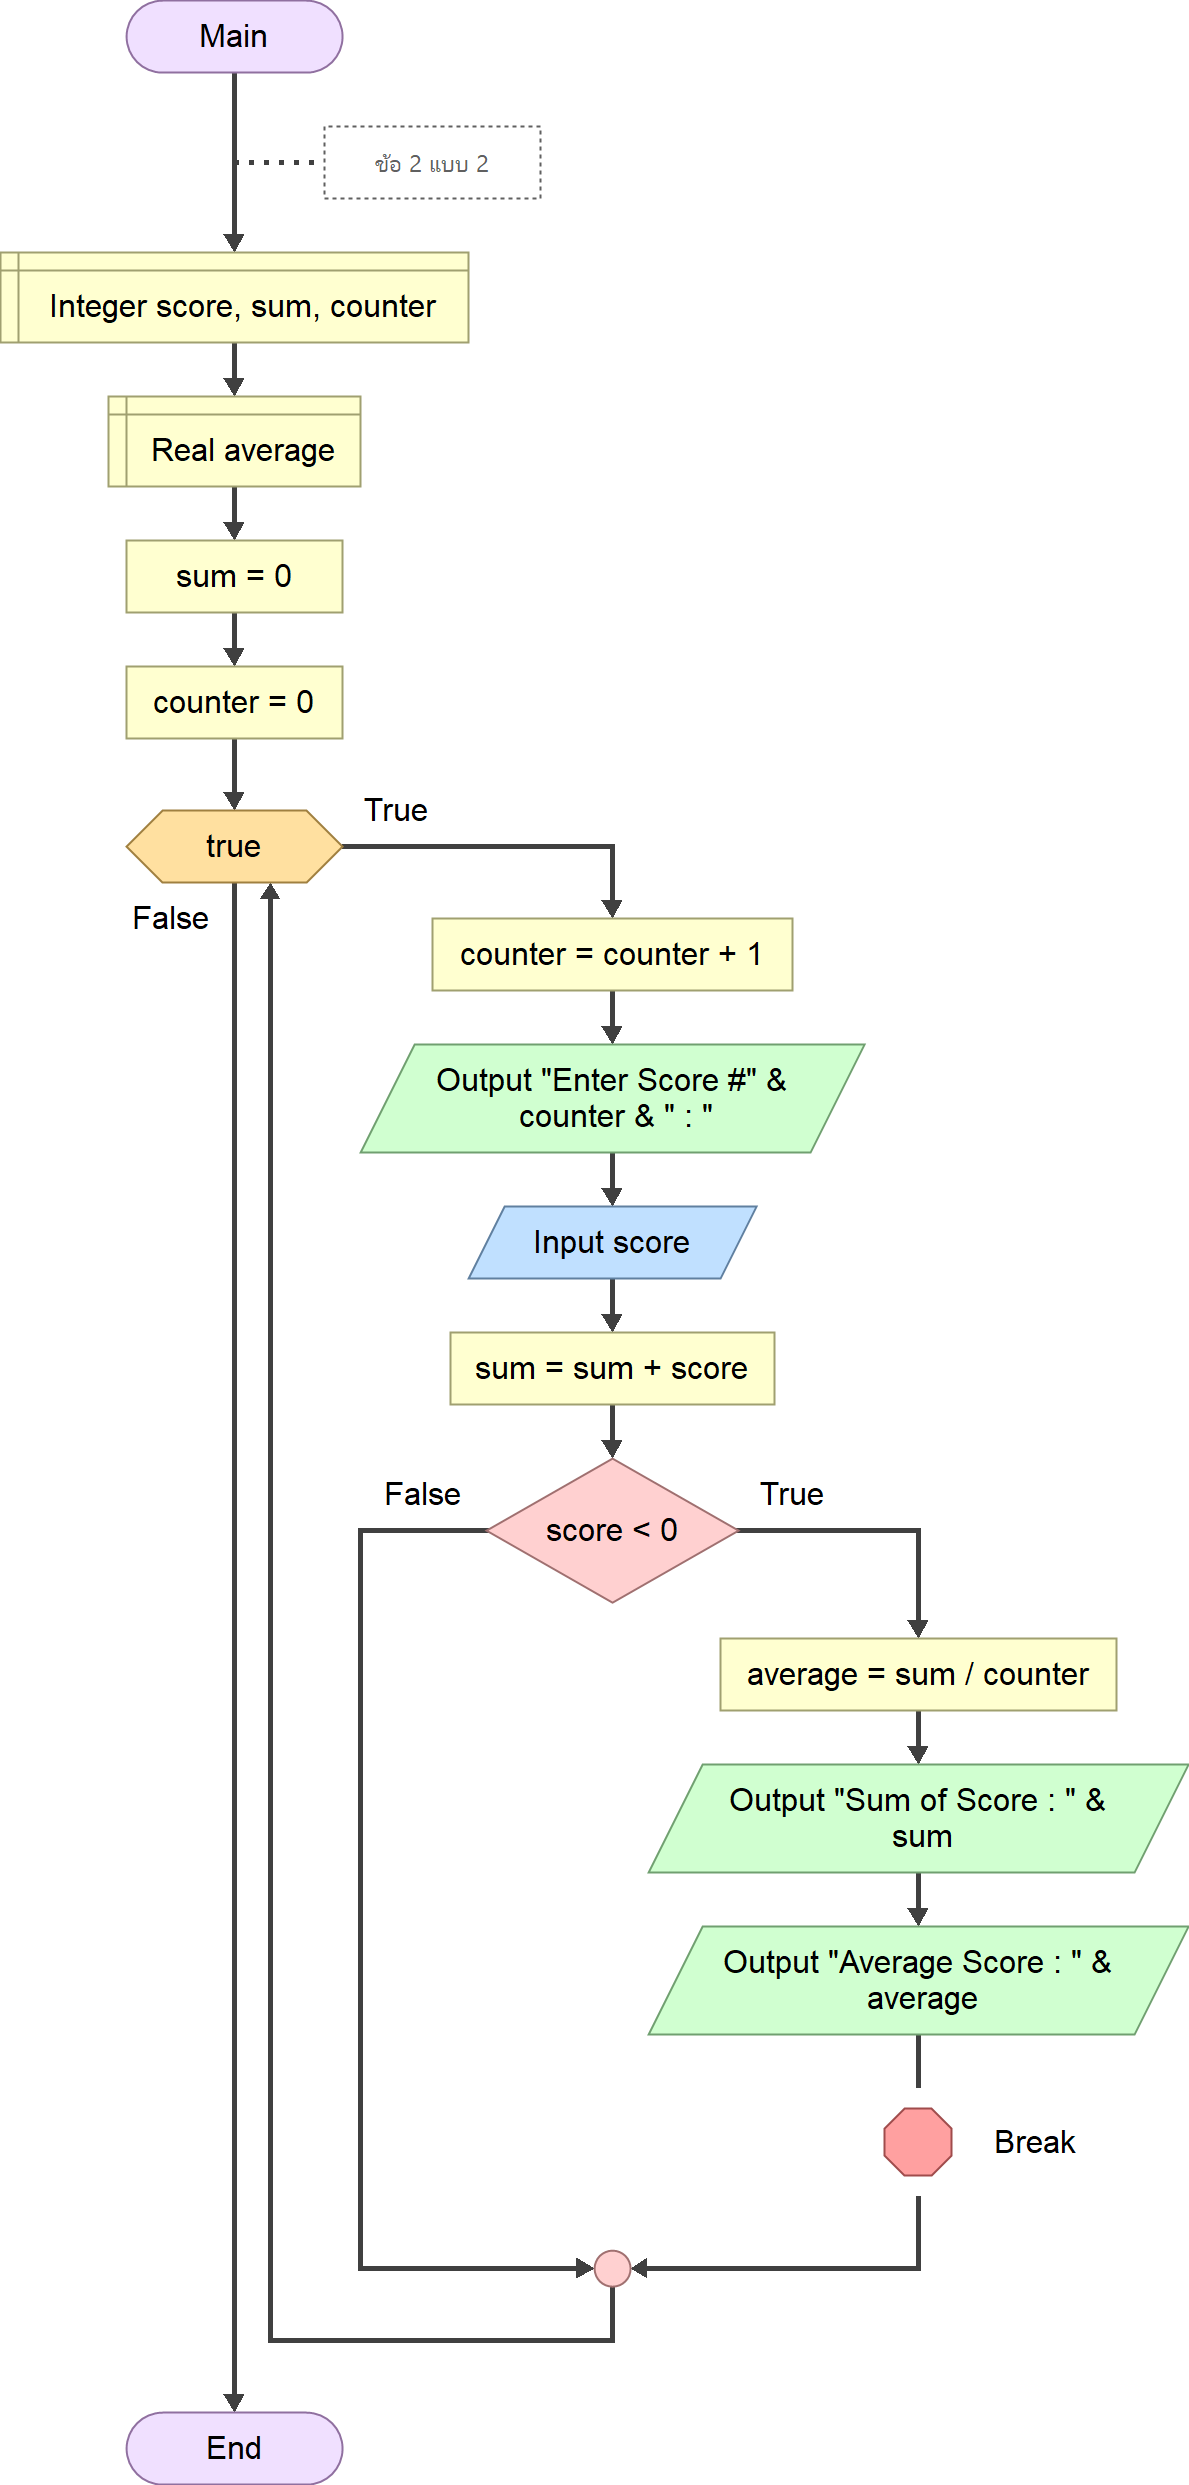 Main
ข้อ 2 แบบ 2
Integer score, sum, counter
Real average
sum = 0
counter = 0
true
True
False
counter = counter + 1
Output "Enter Score #" &
counter & " : "
Input score
sum = sum + score
False
score < 0
True
average = sum / counter
Output "Sum of Score : " &
sum
Output "Average Score : " &
average
Break
End